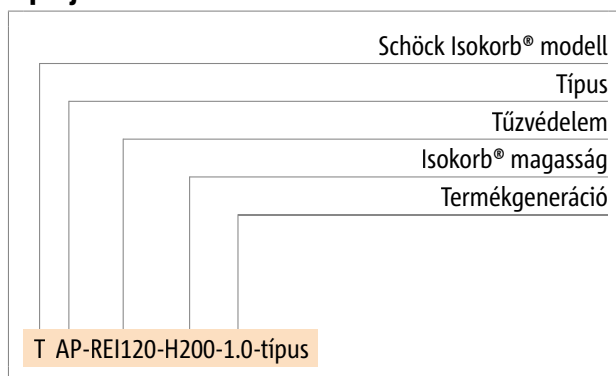 Schöck Isokorb® modell
Típus
Tűzvédelem
Isokorb® magasság
Termékgeneráció
T AP-REI120-H200-1.0-típus